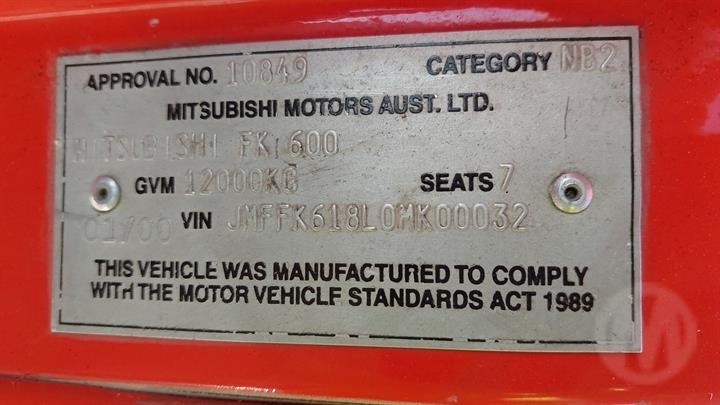 APPROVAL NO. 10849 CATEGORY NB2
MITSUBISHI MOTORS AUST. LTD.
MITSUBISHI FK 600
GVM 12000KG SEATS 7
01/00 VIN JMFFK618L0MK00032
THIS VEHICLE WAS MANUFACTURED TO COMPLY
WITH THE MOTOR VEHICLE STANDARDS ACT 1989